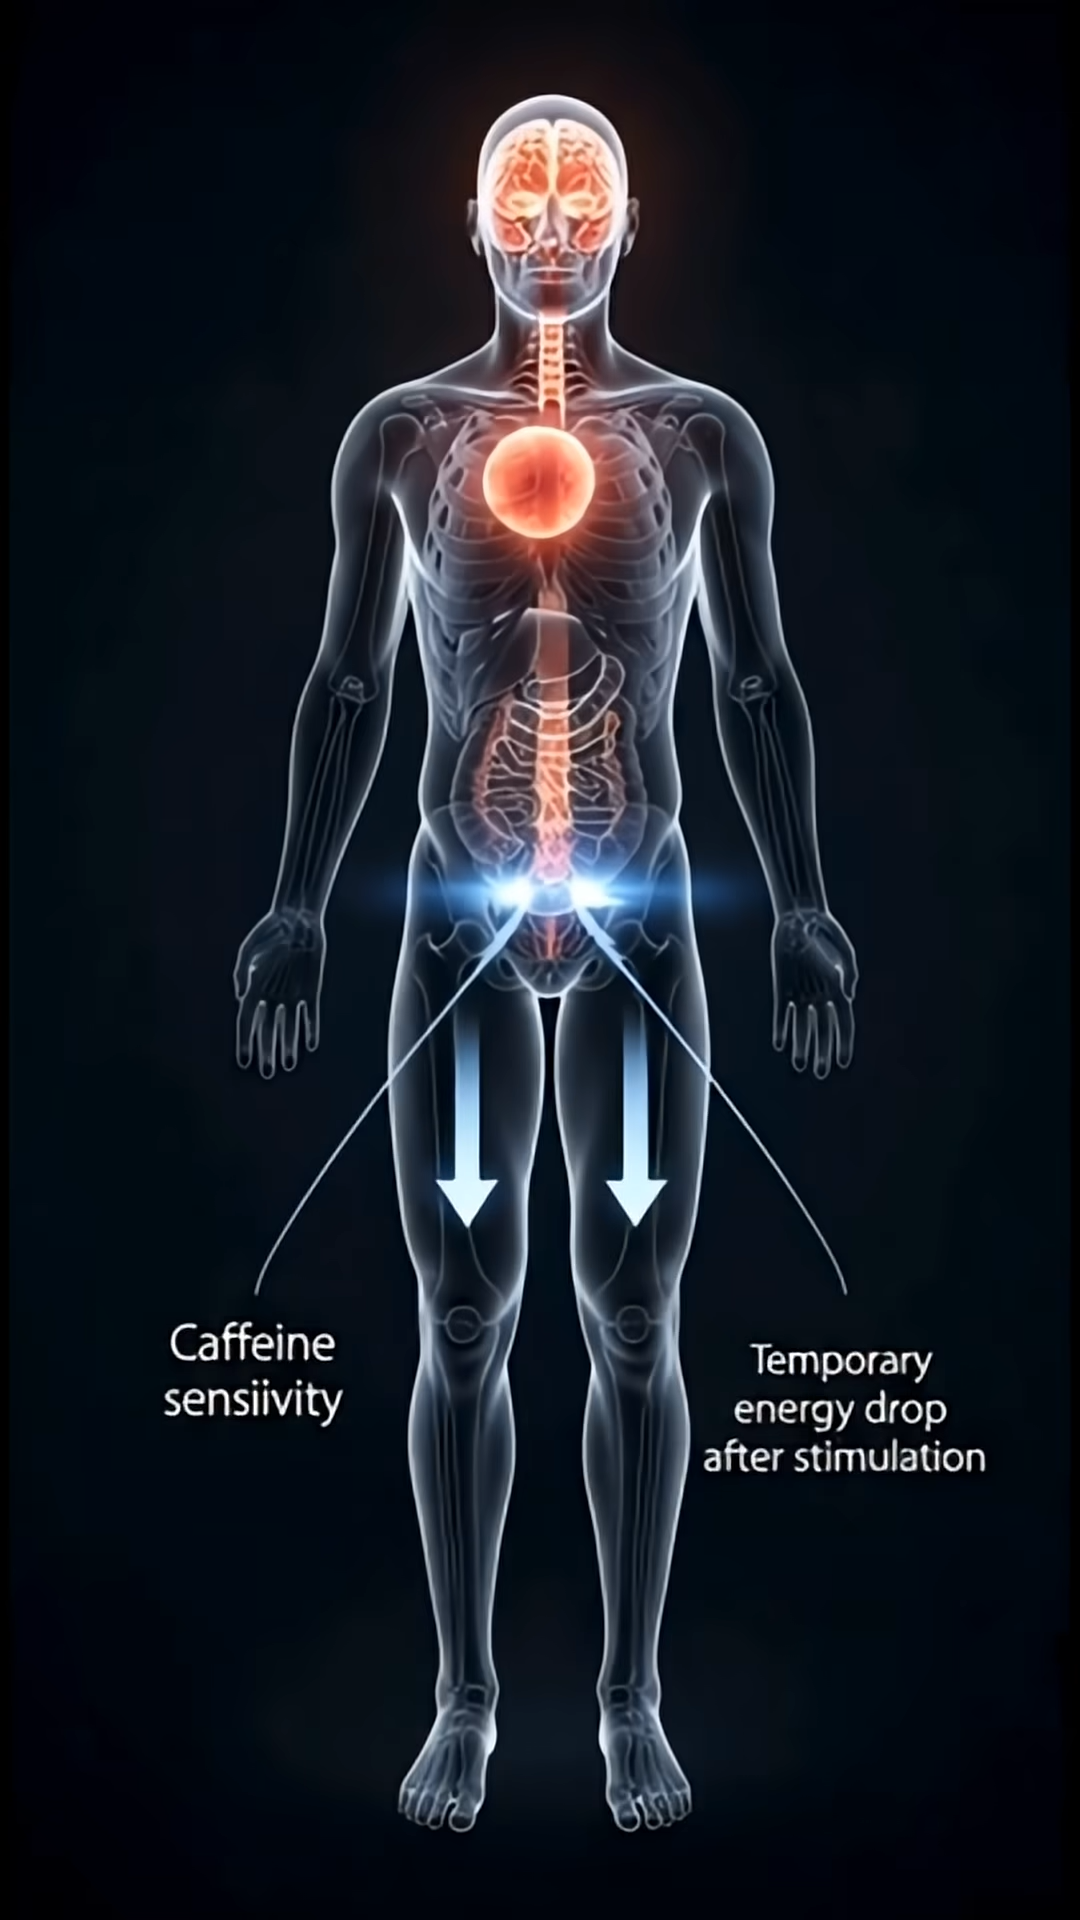 Caffeine
sensiivity
Temporary
energy drop
after stimulation